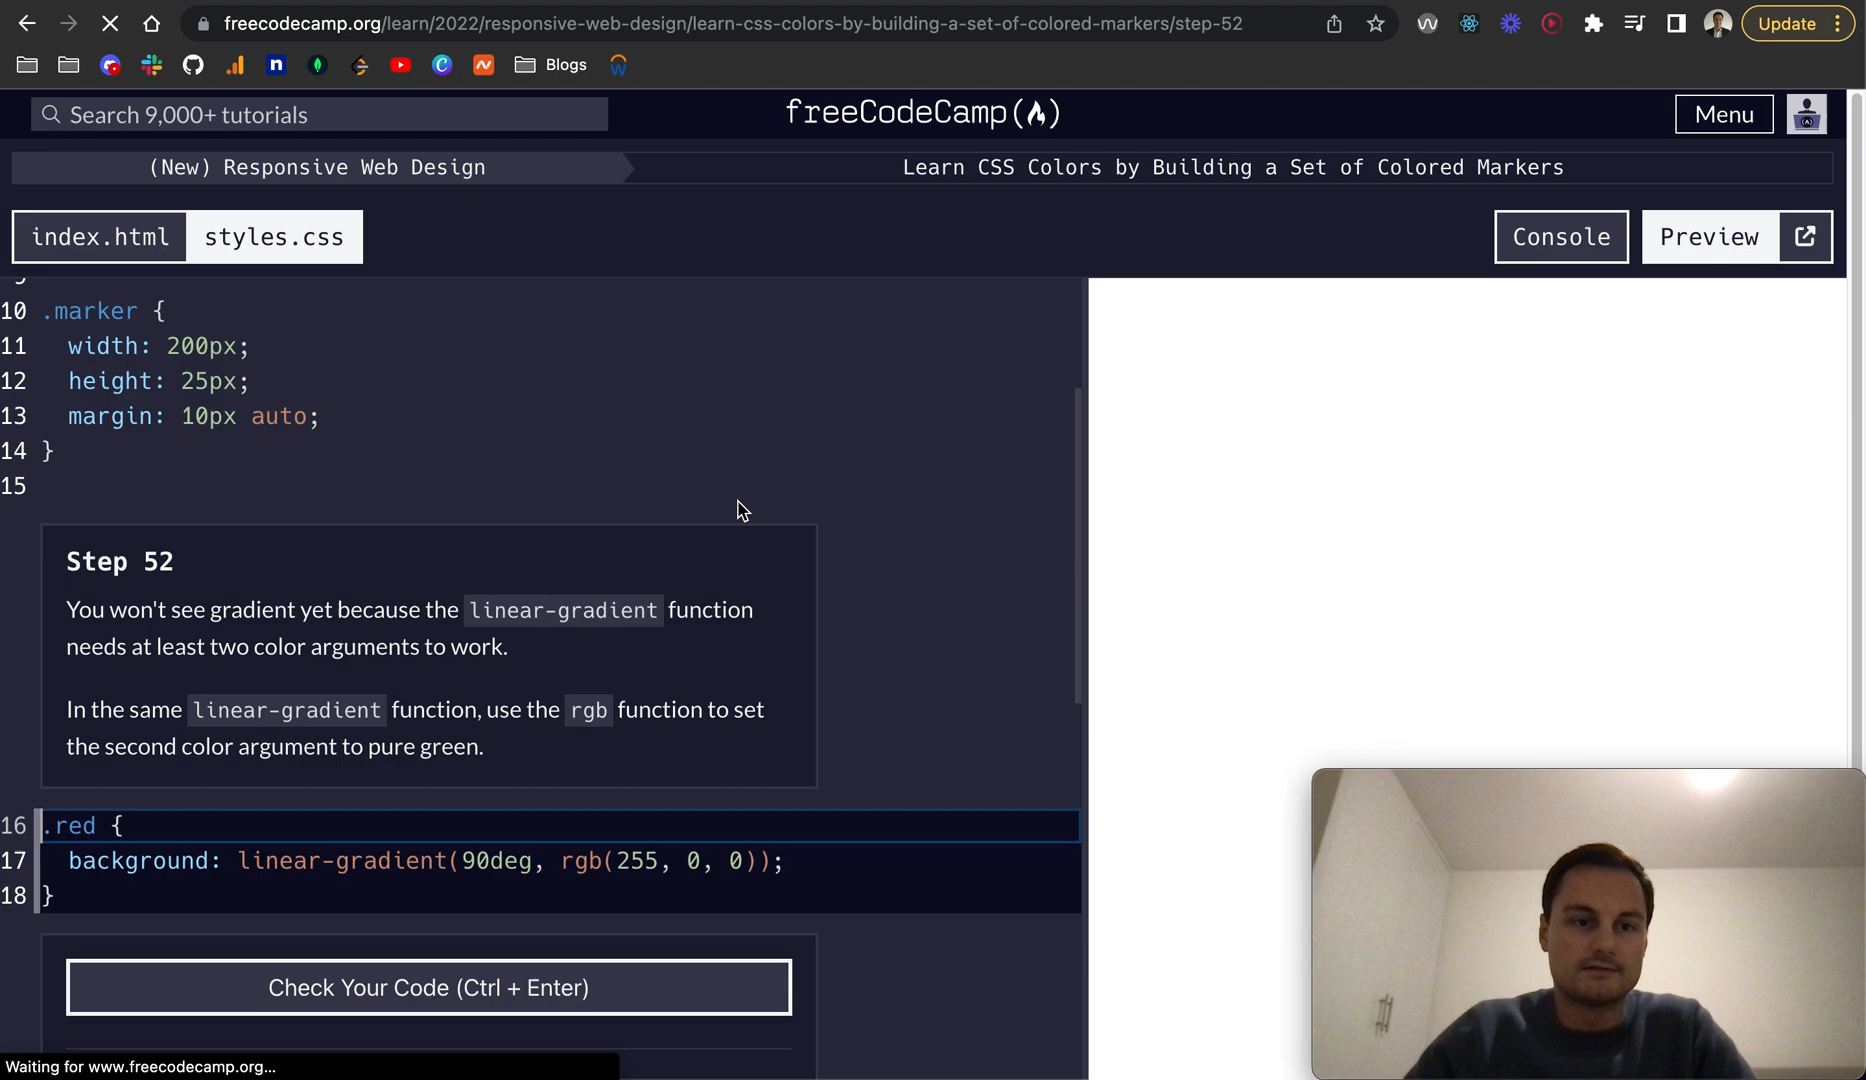 freecodecamp.org/learn/2022/responsive-web-design/learn-css-colors-by-building-a-set-of-colored-markers/step-52
Update
Blogs
Search 9,000+ tutorials
freeCodeCamp
Menu
(New) Responsive Web Design
Learn CSS Colors by Building a Set of Colored Markers
index.html
styles.css
Console
Preview
10 .marker {
11 width: 200px;
12 height: 25px;
13 margin: 10px auto;
14 }
15
Step 52
You won't see gradient yet because the linear-gradient function
needs at least two color arguments to work.
In the same linear-gradient function, use the rgb function to set
the second color argument to pure green.
16 .red {
17 background: linear-gradient(90deg, rgb(255, 0, 0));
18 }
Check Your Code (Ctrl + Enter)
Waiting for www.freecodecamp.org...